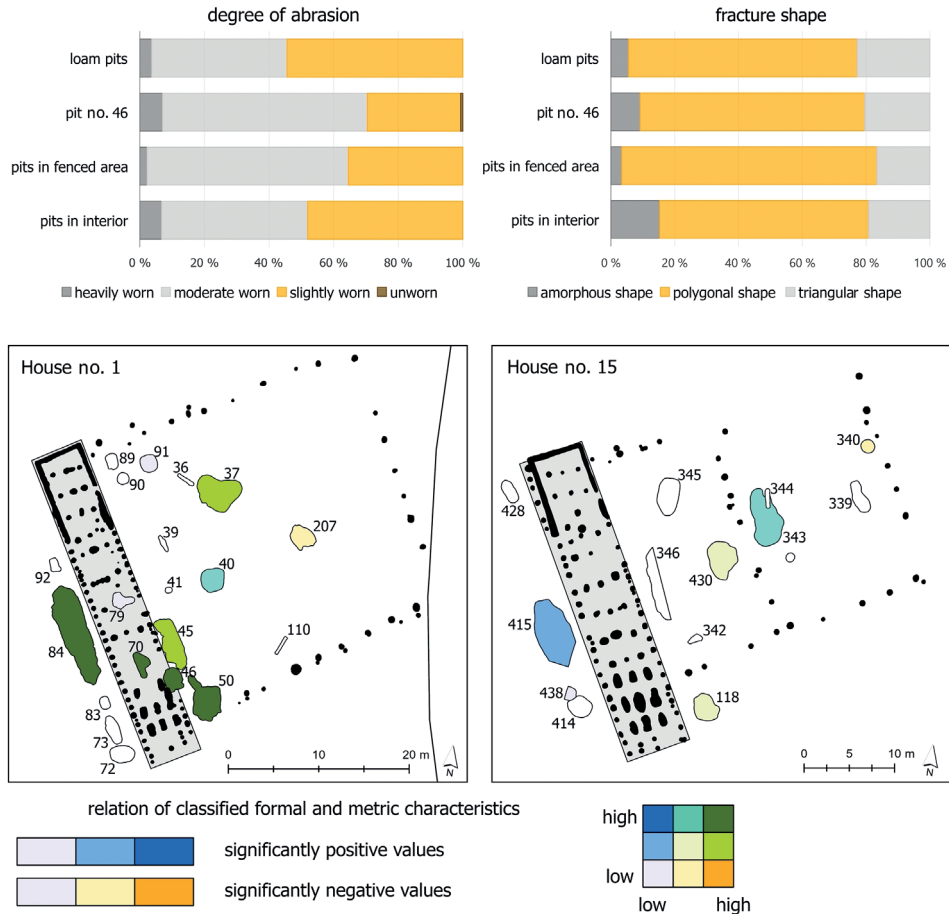 degree of abrasion
loam pits
pit no. 46
pits in fenced area
pits in interior
0 % 20 % 40 % 60 % 80 % 100 %
heavily worn moderate worn slightly worn unworn
fracture shape
loam pits
pit no. 46
pits in fenced area
pits in interior
0 % 20 % 40 % 60 % 80 % 100 %
amorphous shape polygonal shape triangular shape
House no. 1
89
91
90
36
37
39
207
92
41
40
79
84
70
45
46
110
50
83
73
72
0 10 20 m
N
House no. 15
340
345
344
428
339
343
346
430
415
342
438
414
118
0 5 10 m
N
relation of classified formal and metric characteristics
significantly positive values
significantly negative values
high
low
low high